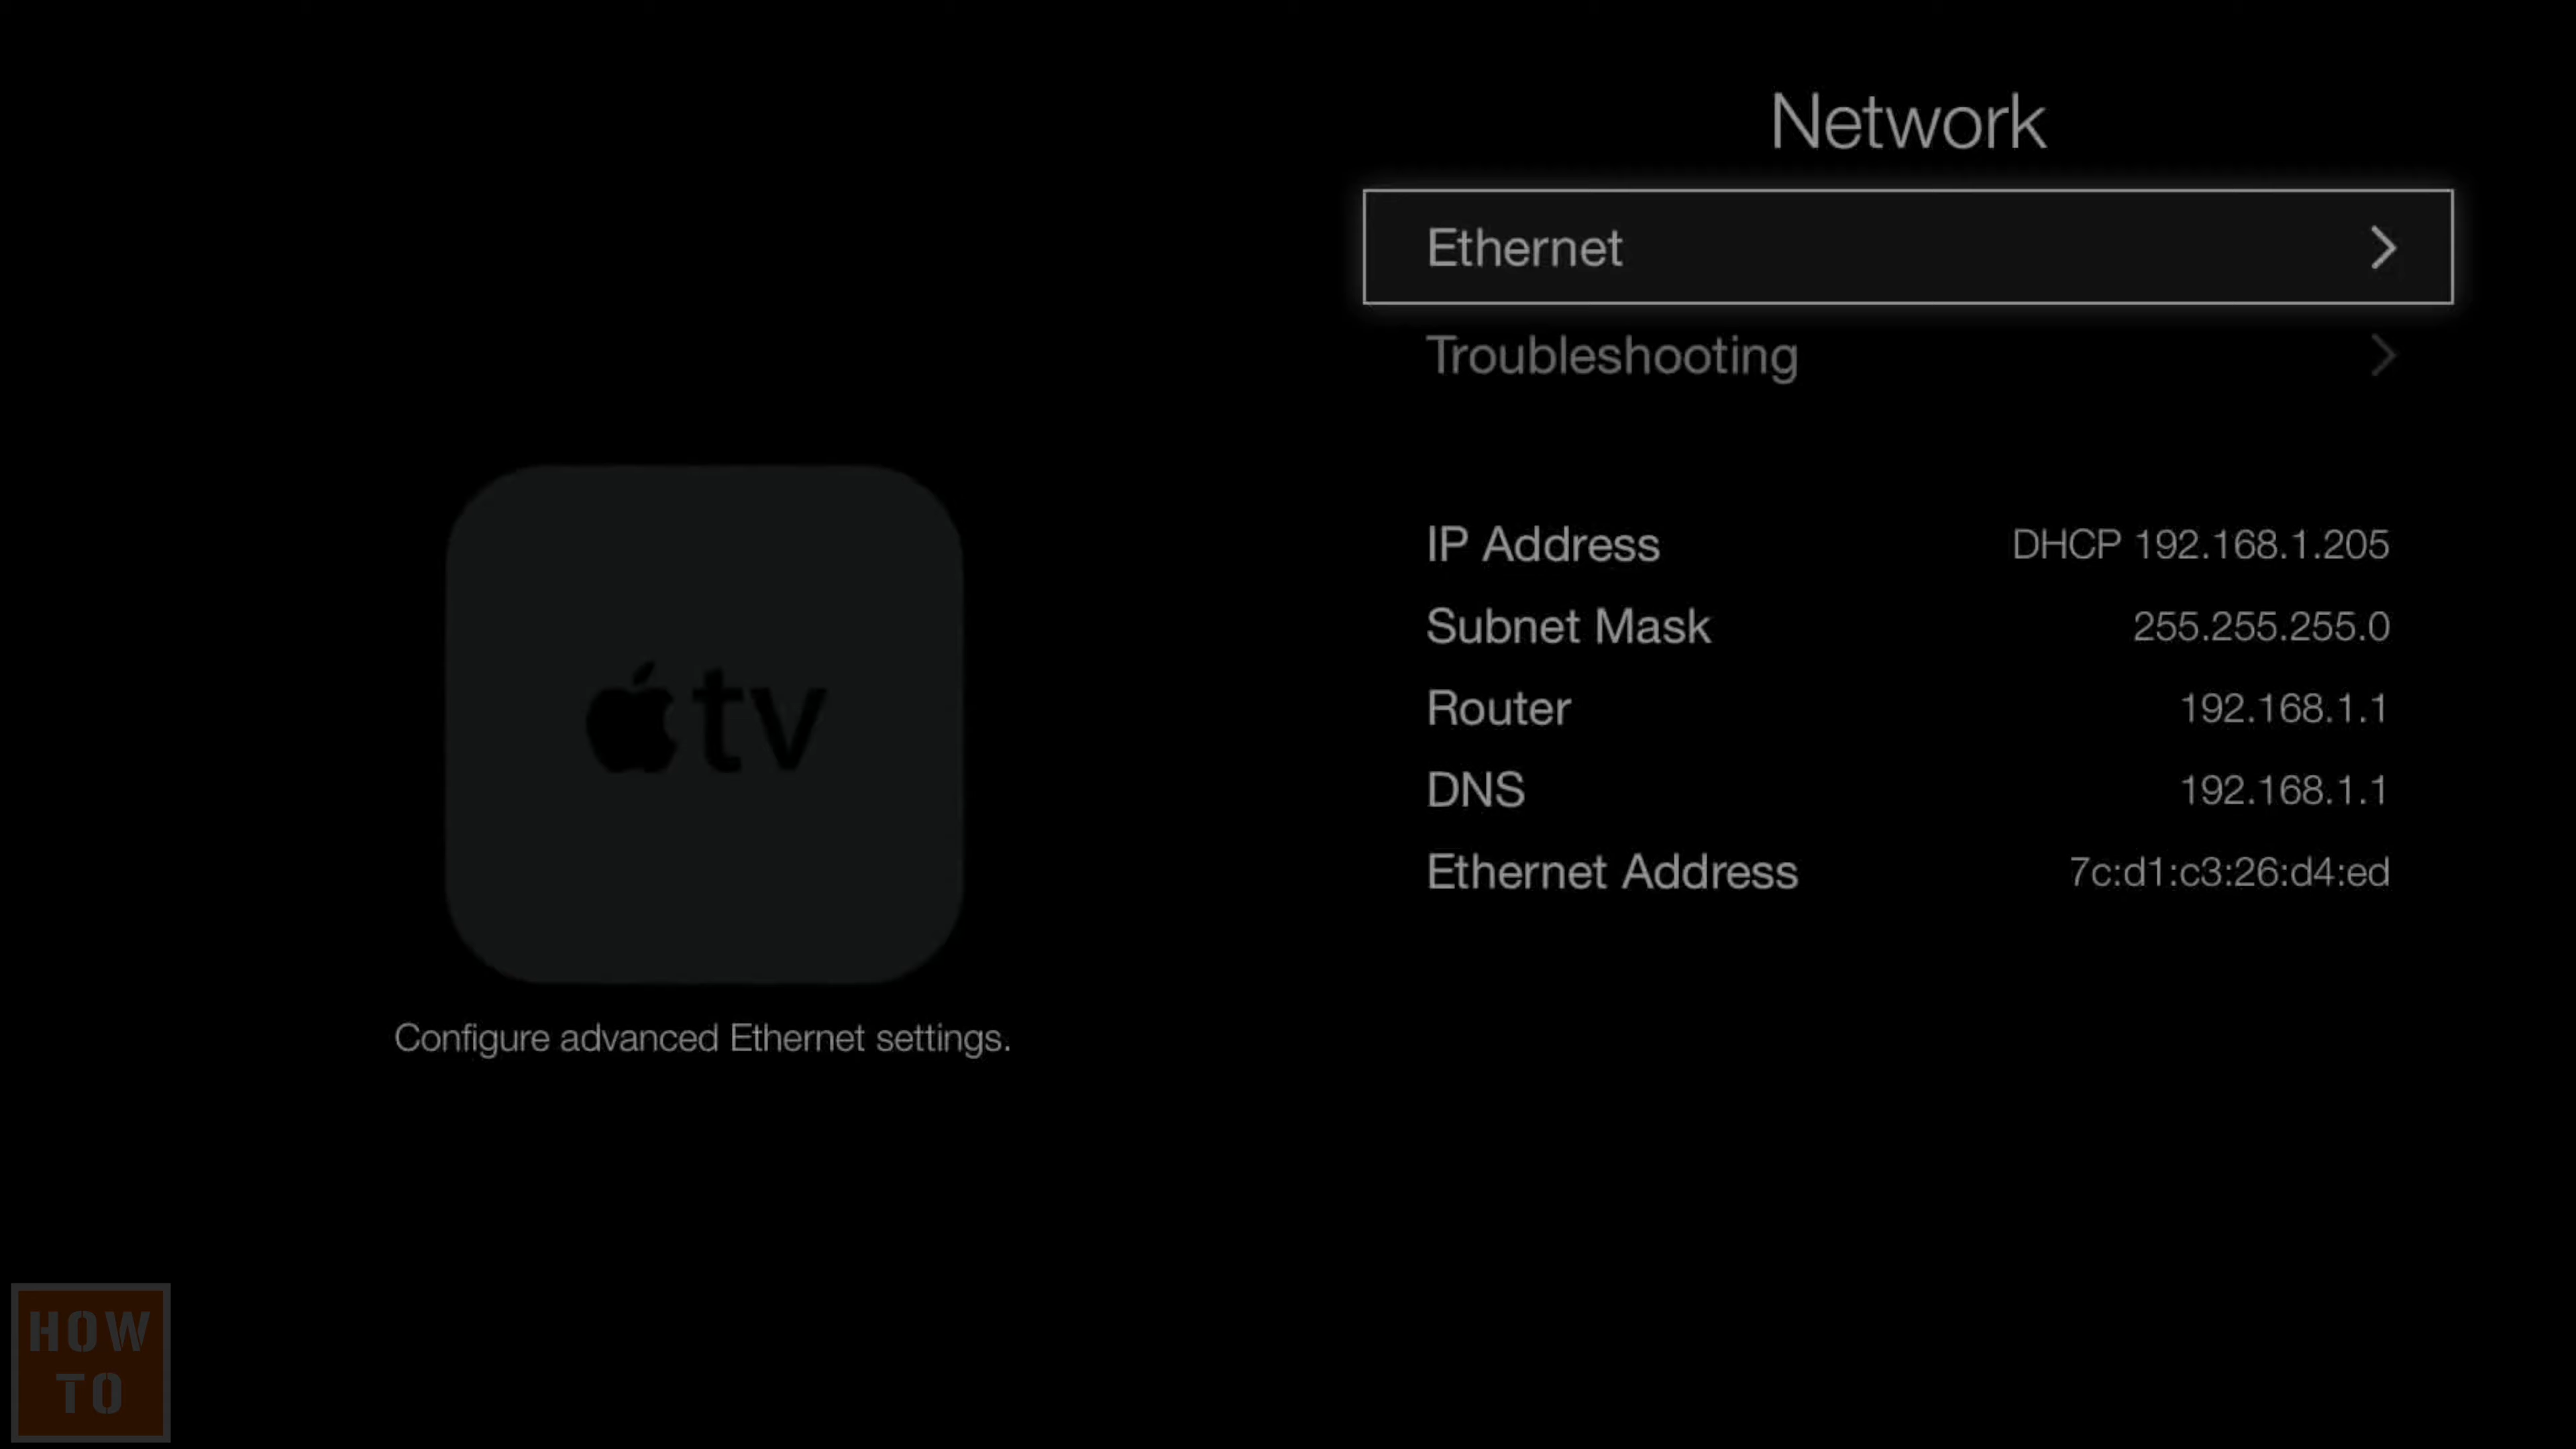 Network
Ethernet
Troubleshooting
IP Address DHCP 192.168.1.205
Subnet Mask 255.255.255.0
Router 192.168.1.1
DNS 192.168.1.1
Ethernet Address 7c:d1:c3:26:d4:ed
tv
Configure advanced Ethernet settings.
HOW
TO